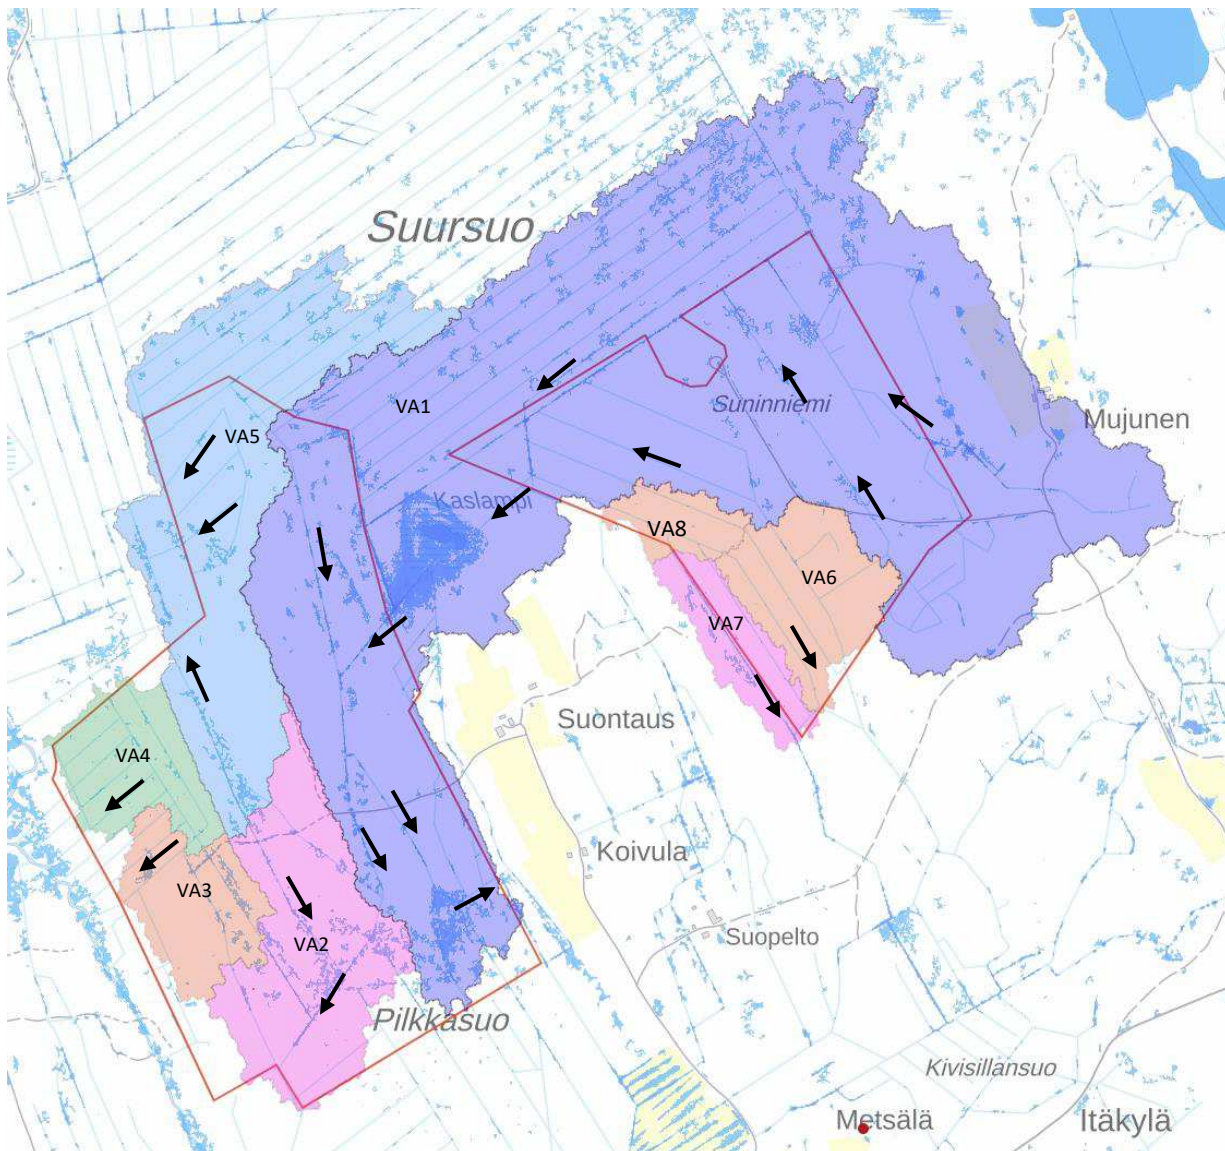 Suursuo
VA1
Suninniemi
Mujunen
VA5
Kaslampi
VA8
VA6
VA7
Suontaus
VA4
Koivula
VA3
VA2
Suopelto
Pilkkasuo
Kivisillansuo
Metsälä
Itäkylä